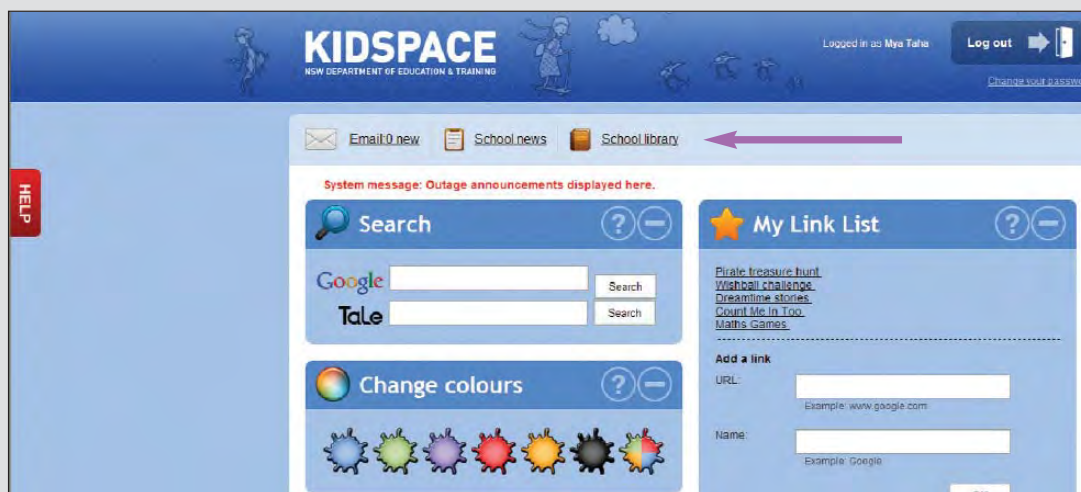 KIDSPACE
NSW DEPARTMENT OF EDUCATION & TRAINING
Logged in as Mya Taha
Log out
Change your passwo
Email:0 new
School news
School library
HELP
System message: Outage announcements displayed here.
Search
?
Google
Search
TaLe
Search
Change colours
?
My Link List
?
Pirate treasure hunt
Wishball challenge
Dreamtime stories
Count Me In Too
Maths Games
Add a link
URL:
Example: www.google.com
Name:
Example: Google